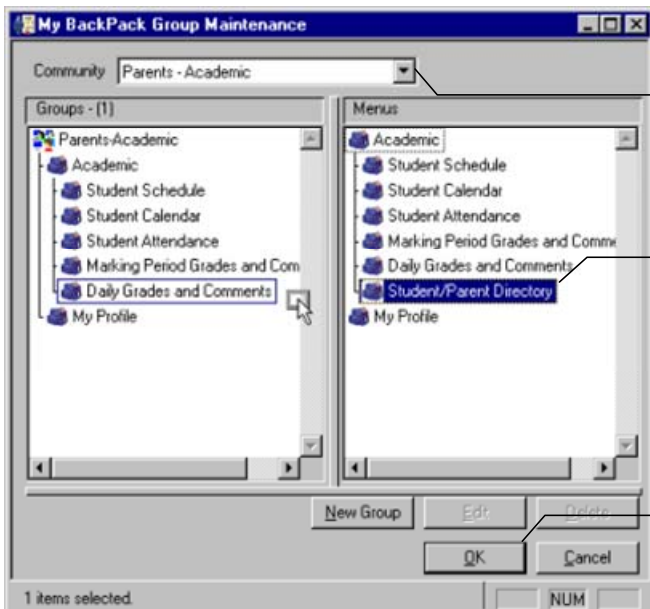 My BackPack Group Maintenance
Community Parents - Academic
Groups - (1)
Parents-Academic
Academic
Student Schedule
Student Calendar
Student Attendance
Marking Period Grades and Com
Daily Grades and Comments
My Profile
Menus
Academic
Student Schedule
Student Calendar
Student Attendance
Marking Period Grades and Comme
Daily Grades and Comments
Student/Parent Directory
My Profile
New Group Edit Delete
OK Cancel
1 items selected. NUM